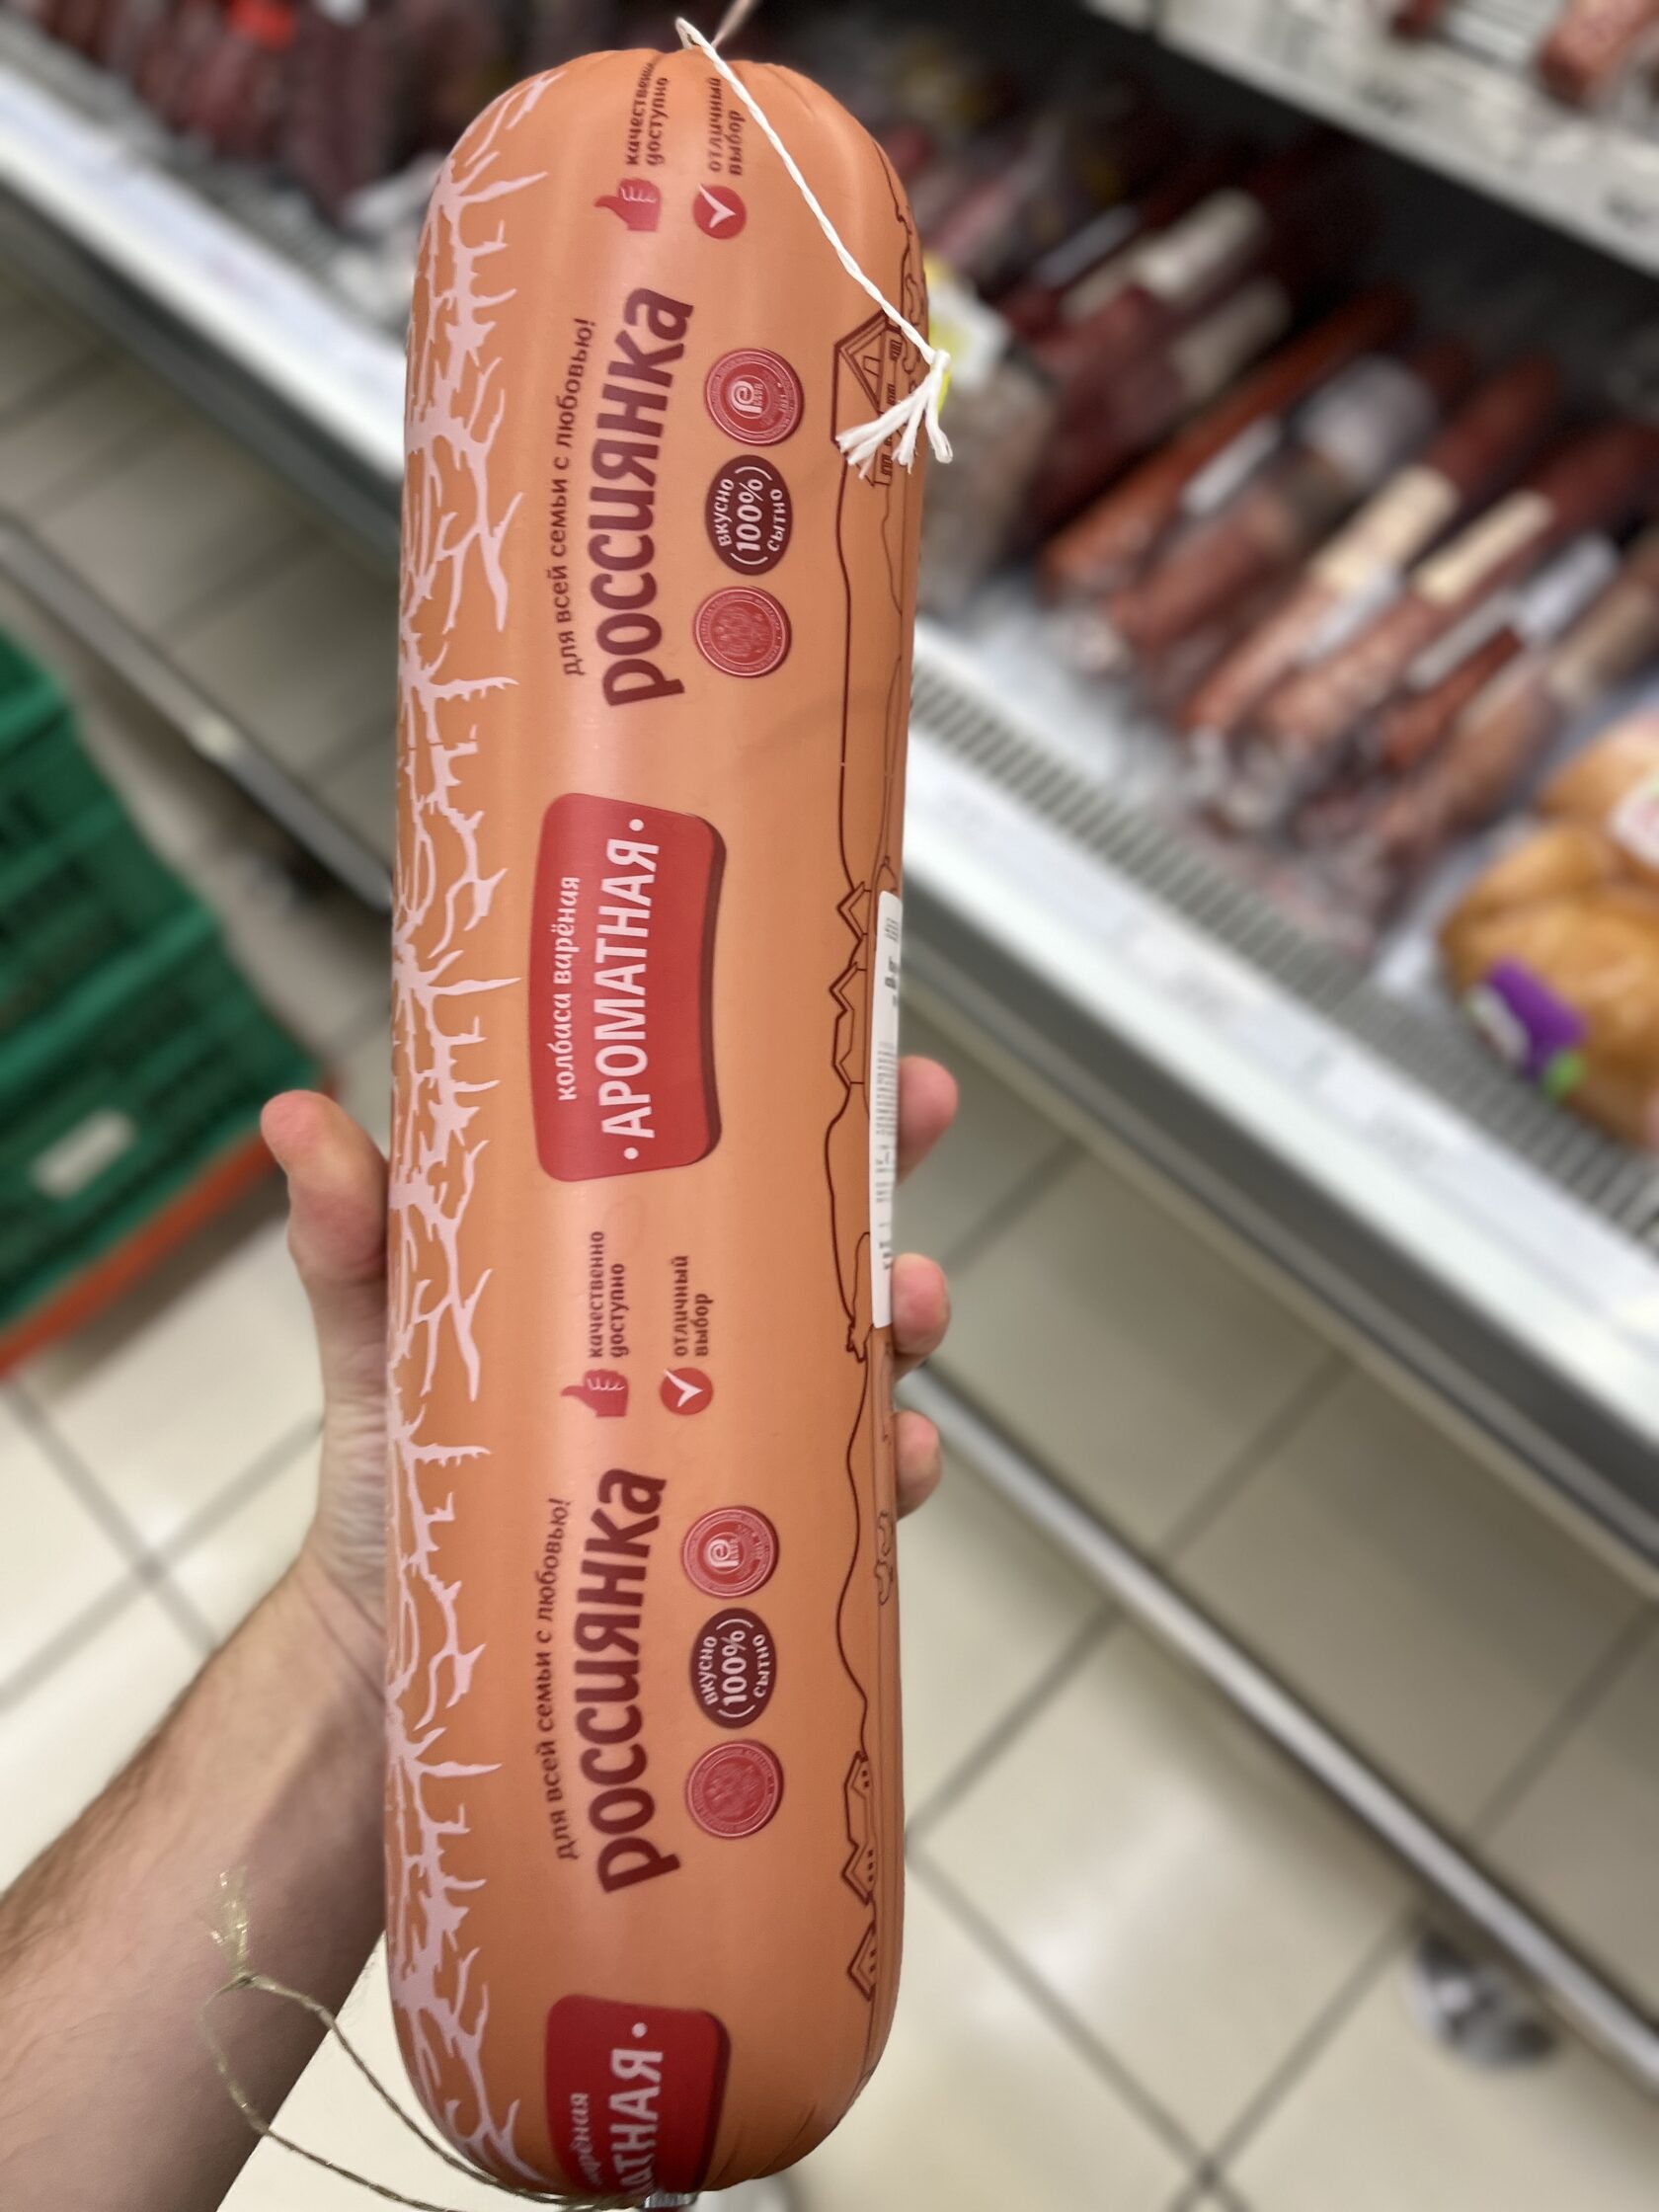 качественно
доступно
отличный
выбор
для всей семьи с любовью!
россиянка
вкусно
100%
сытно
колбаса варёная
• АРОМАТНАЯ •
качественно
доступно
отличный
выбор
для всей семьи с любовью!
россиянка
вкусно
100%
сытно